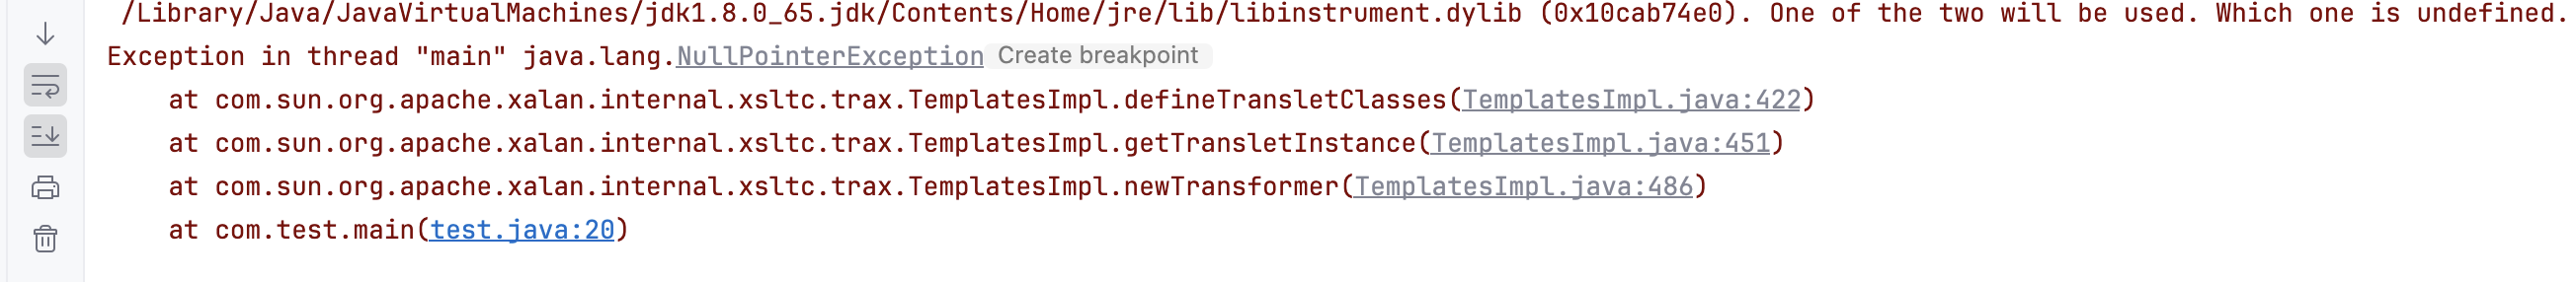 /Library/Java/JavaVirtualMachines/jdk1.8.0_65.jdk/Contents/Home/jre/lib/libinstrument.dylib (0x10cab74e0). One of the two will be used. Which one is undefined.
Exception in thread "main" java.lang.NullPointerException Create breakpoint
at com.sun.org.apache.xalan.internal.xsltc.trax.TemplatesImpl.defineTransletClasses(TemplatesImpl.java:422)
at com.sun.org.apache.xalan.internal.xsltc.trax.TemplatesImpl.getTransletInstance(TemplatesImpl.java:451)
at com.sun.org.apache.xalan.internal.xsltc.trax.TemplatesImpl.newTransformer(TemplatesImpl.java:486)
at com.test.main(test.java:20)